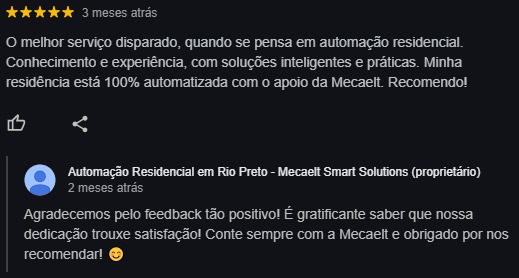 3 meses atrás
O melhor serviço disparado, quando se pensa em automação residencial.
Conhecimento e experiência, com soluções inteligentes e práticas. Minha
residência está 100% automatizada com o apoio da Mecaelt. Recomendo!
Automação Residencial em Rio Preto - Mecaelt Smart Solutions (proprietário)
2 meses atrás
Agradecemos pelo feedback tão positivo! É gratificante saber que nossa
dedicação trouxe satisfação! Conte sempre com a Mecaelt e obrigado por nos
recomendar! 😊